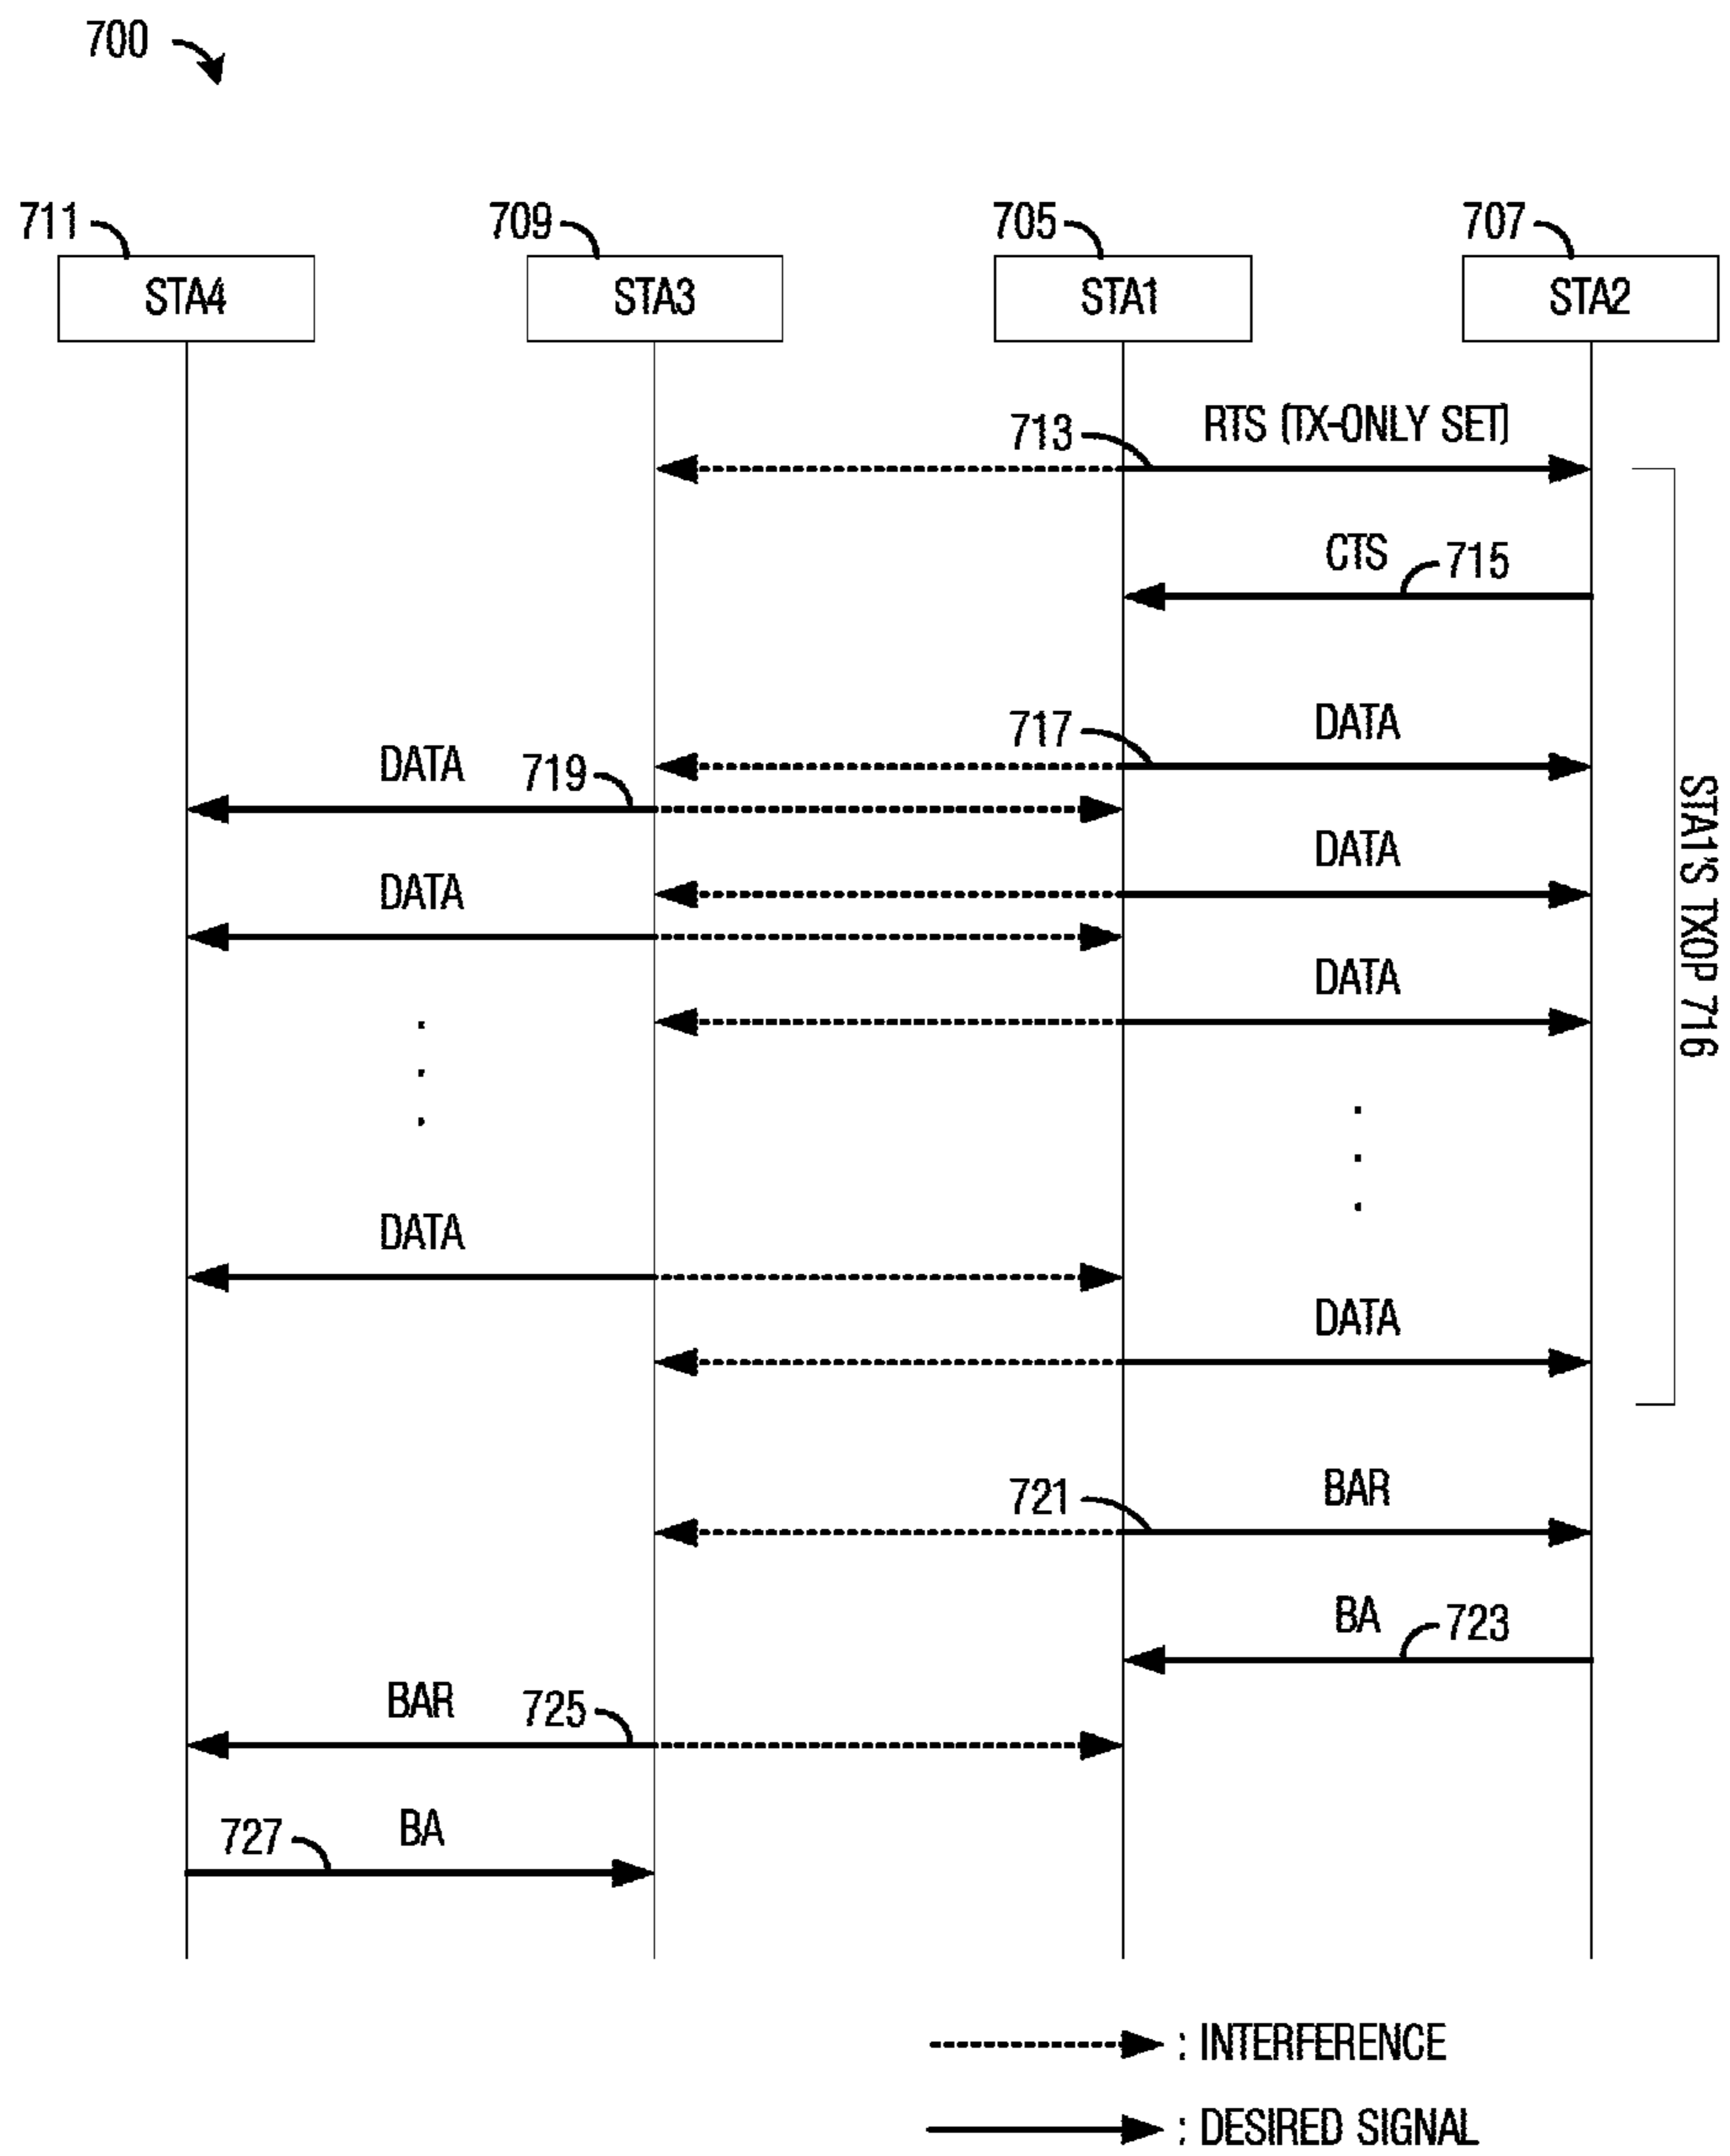 700
711
709
705
707
STA4
STA3
STA1
STA2
713
RTS (TX-ONLY SET)
CTS
715
717
DATA
DATA
719
DATA
DATA
DATA
STA1'S TXOP 716
DATA
DATA
721
BAR
BA
723
BAR
725
727
BA
: INTERFERENCE
: DESIRED SIGNAL